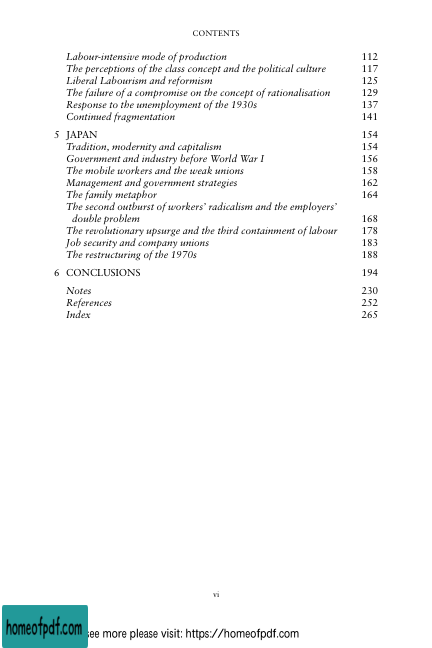 CONTENTS
Labour-intensive mode of production 112
The perceptions of the class concept and the political culture 117
Liberal Labourism and reformism 125
The failure of a compromise on the concept of rationalisation 129
Response to the unemployment of the 1930s 137
Continued fragmentation 141
5 JAPAN 154
Tradition, modernity and capitalism 154
Government and industry before World War I 156
The mobile workers and the weak unions 158
Management and government strategies 162
The family metaphor 164
The second outburst of workers' radicalism and the employers'
double problem 168
The revolutionary upsurge and the third containment of labour 178
Job security and company unions 183
The restructuring of the 1970s 188
6 CONCLUSIONS 194
Notes 230
References 252
Index 265
vi
homeofpdf.com
see more please visit: https://homeofpdf.com